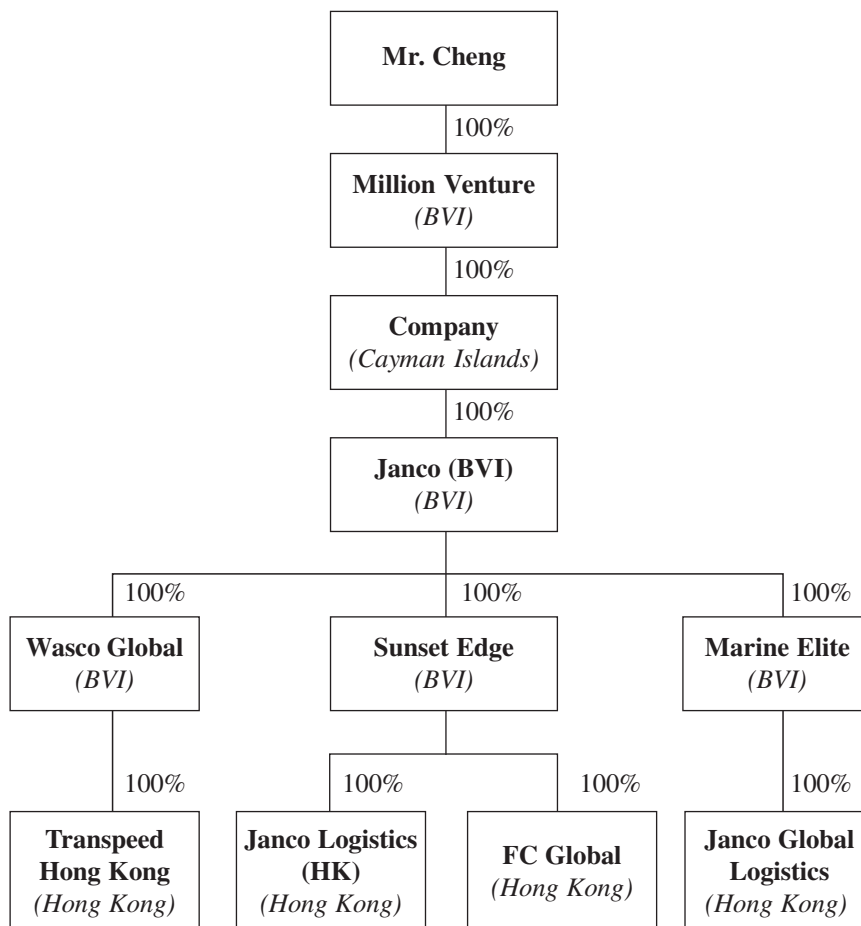 Mr. Cheng
100%
Million Venture
(BVI)
100%
Company
(Cayman Islands)
100%
Janco (BVI)
(BVI)
100%
100%
100%
Wasco Global
(BVI)
Sunset Edge
(BVI)
Marine Elite
(BVI)
100%
100%
100%
100%
Transpeed
Hong Kong
(Hong Kong)
Janco Logistics
(HK)
(Hong Kong)
FC Global
(Hong Kong)
Janco Global
Logistics
(Hong Kong)